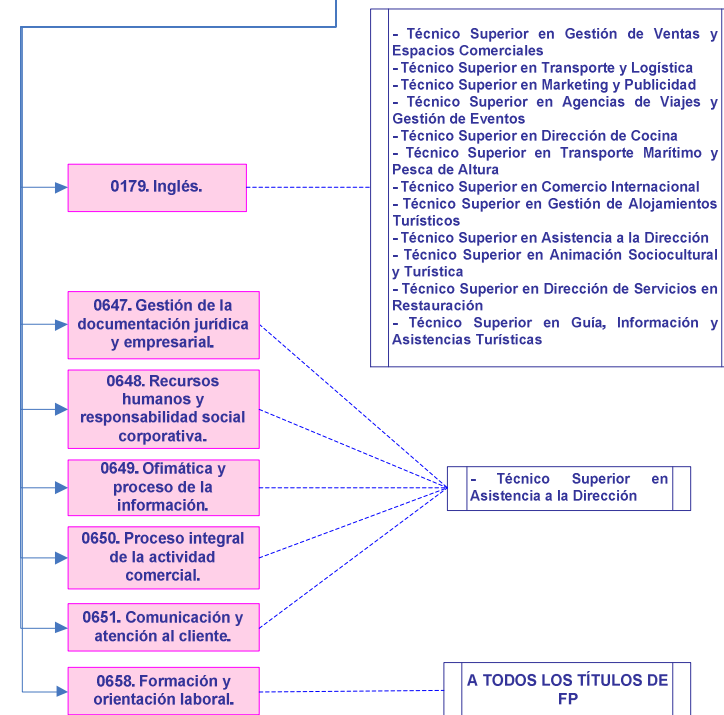 - Técnico Superior en Gestión de Ventas y
Espacios Comerciales
- Técnico Superior en Transporte y Logística
- Técnico Superior en Marketing y Publicidad
- Técnico Superior en Agencias de Viajes y
Gestión de Eventos
- Técnico Superior en Dirección de Cocina
- Técnico Superior en Transporte Marítimo y
Pesca de Altura
- Técnico Superior en Comercio Internacional
- Técnico Superior en Gestión de Alojamientos
Turísticos
- Técnico Superior en Asistencia a la Dirección
- Técnico Superior en Animación Sociocultural
y Turística
- Técnico Superior en Dirección de Servicios en
Restauración
- Técnico Superior en Guía, Información y
Asistencias Turísticas
0179. Inglés.
0647. Gestión de la
documentación jurídica
y empresarial.
0648. Recursos
humanos y
responsabilidad social
corporativa.
0649. Ofimática y
proceso de la
información.
0650. Proceso integral
de la actividad
comercial.
0651. Comunicación y
atención al cliente.
- Técnico Superior en
Asistencia a la Dirección
0658. Formación y
orientación laboral.
A TODOS LOS TÍTULOS DE
FP